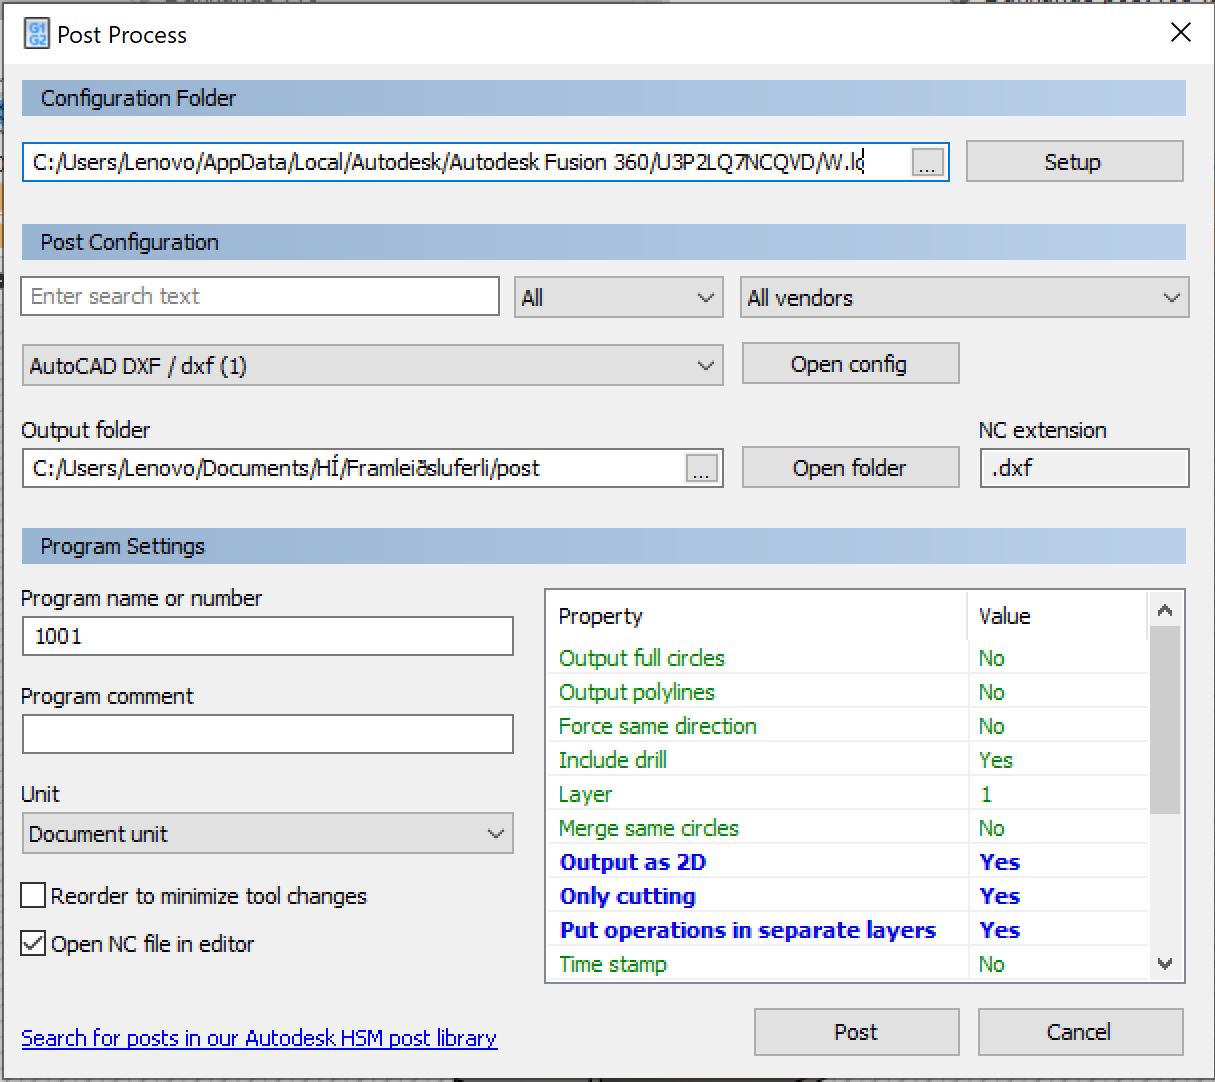 G1
G2
Post Process
Configuration Folder
C:/Users/Lenovo/AppData/Local/Autodesk/Autodesk Fusion 360/U3P2LQ7NCQVD/W.lo
...
Setup
Post Configuration
Enter search text
All
All vendors
AutoCAD DXF / dxf (1)
Open config
Output folder
NC extension
C:/Users/Lenovo/Documents/HÍ/Framleiðsluferli/post
...
Open folder
.dxf
Program Settings
Program name or number
1001
Program comment
Unit
Document unit
Reorder to minimize tool changes
Open NC file in editor
Property Value
Output full circles No
Output polylines No
Force same direction No
Include drill Yes
Layer 1
Merge same circles No
Output as 2D Yes
Only cutting Yes
Put operations in separate layers Yes
Time stamp No
Search for posts in our Autodesk HSM post library
Post
Cancel